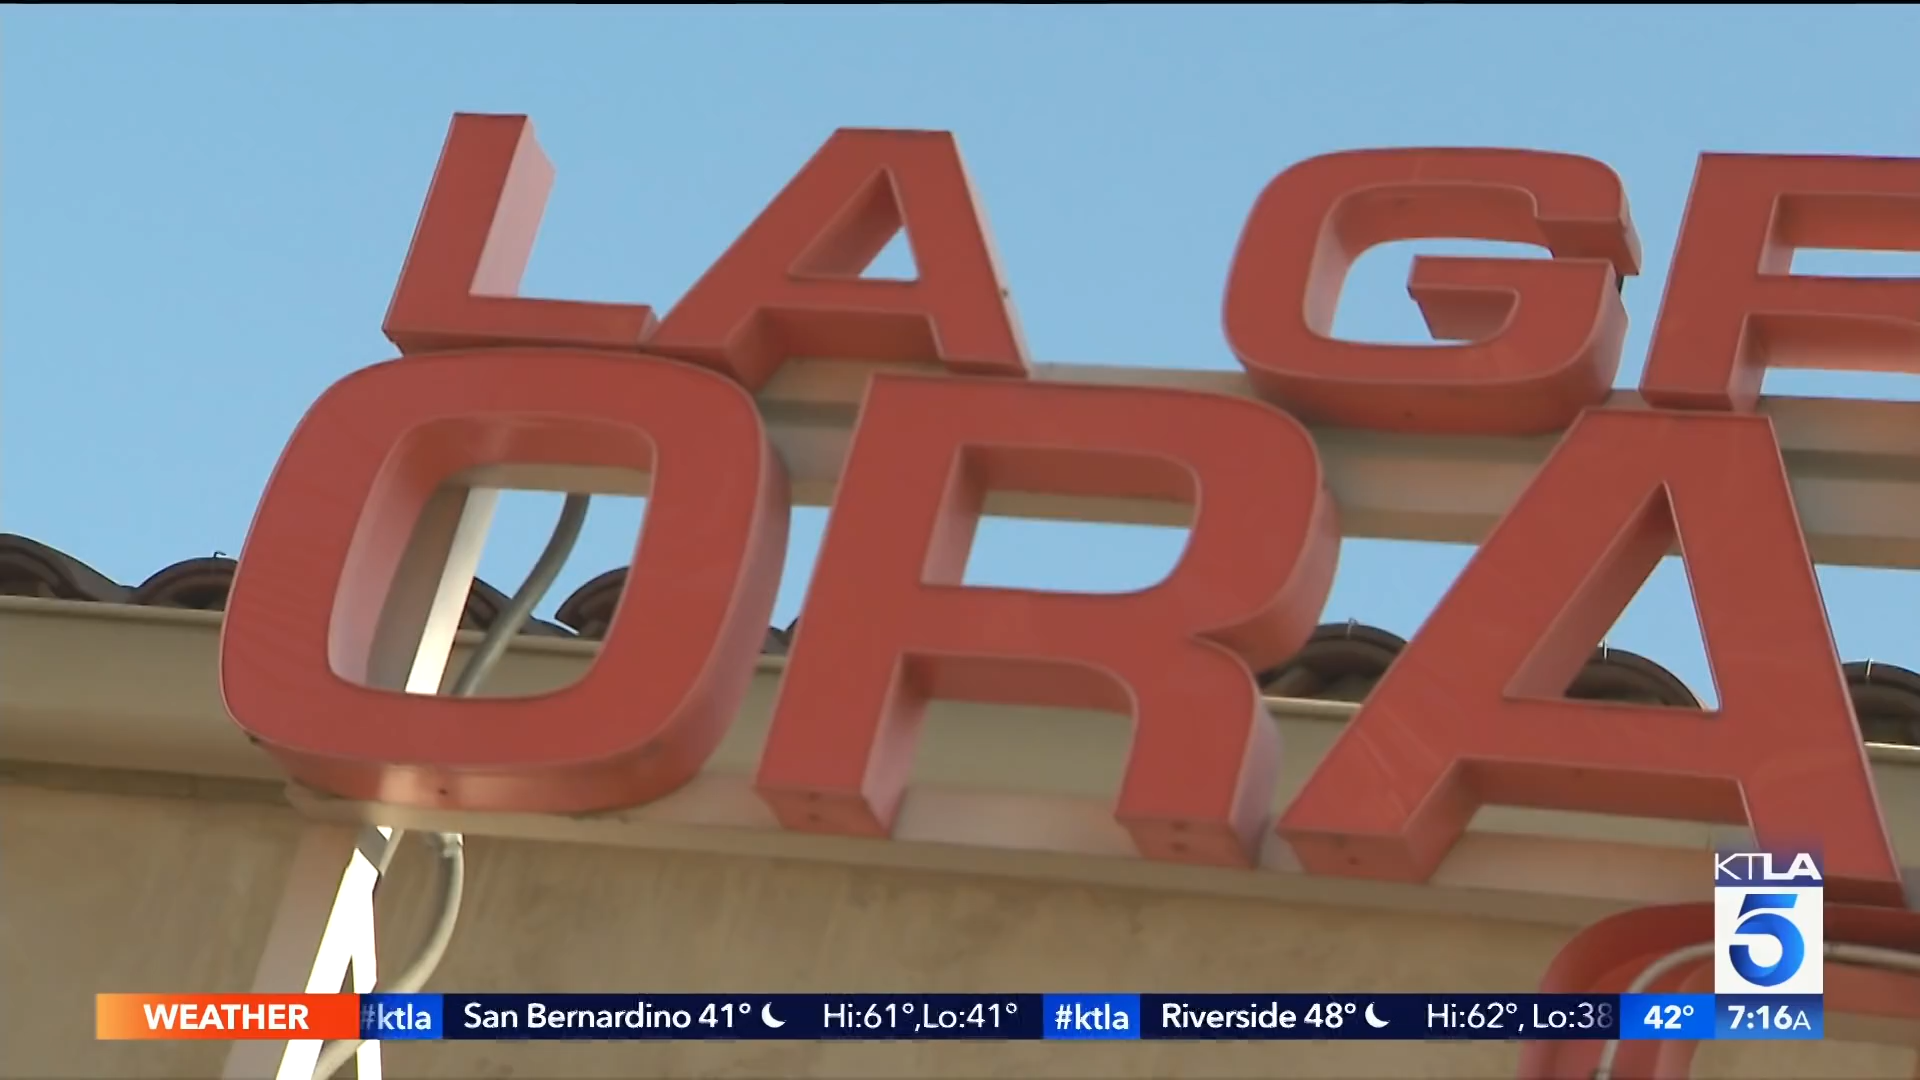 LA GR
ORA
KTLA
5
WEATHER #ktla San Bernardino 41° Hi:61°,Lo:41° #ktla Riverside 48° Hi:62°, Lo:38 42° 7:16A